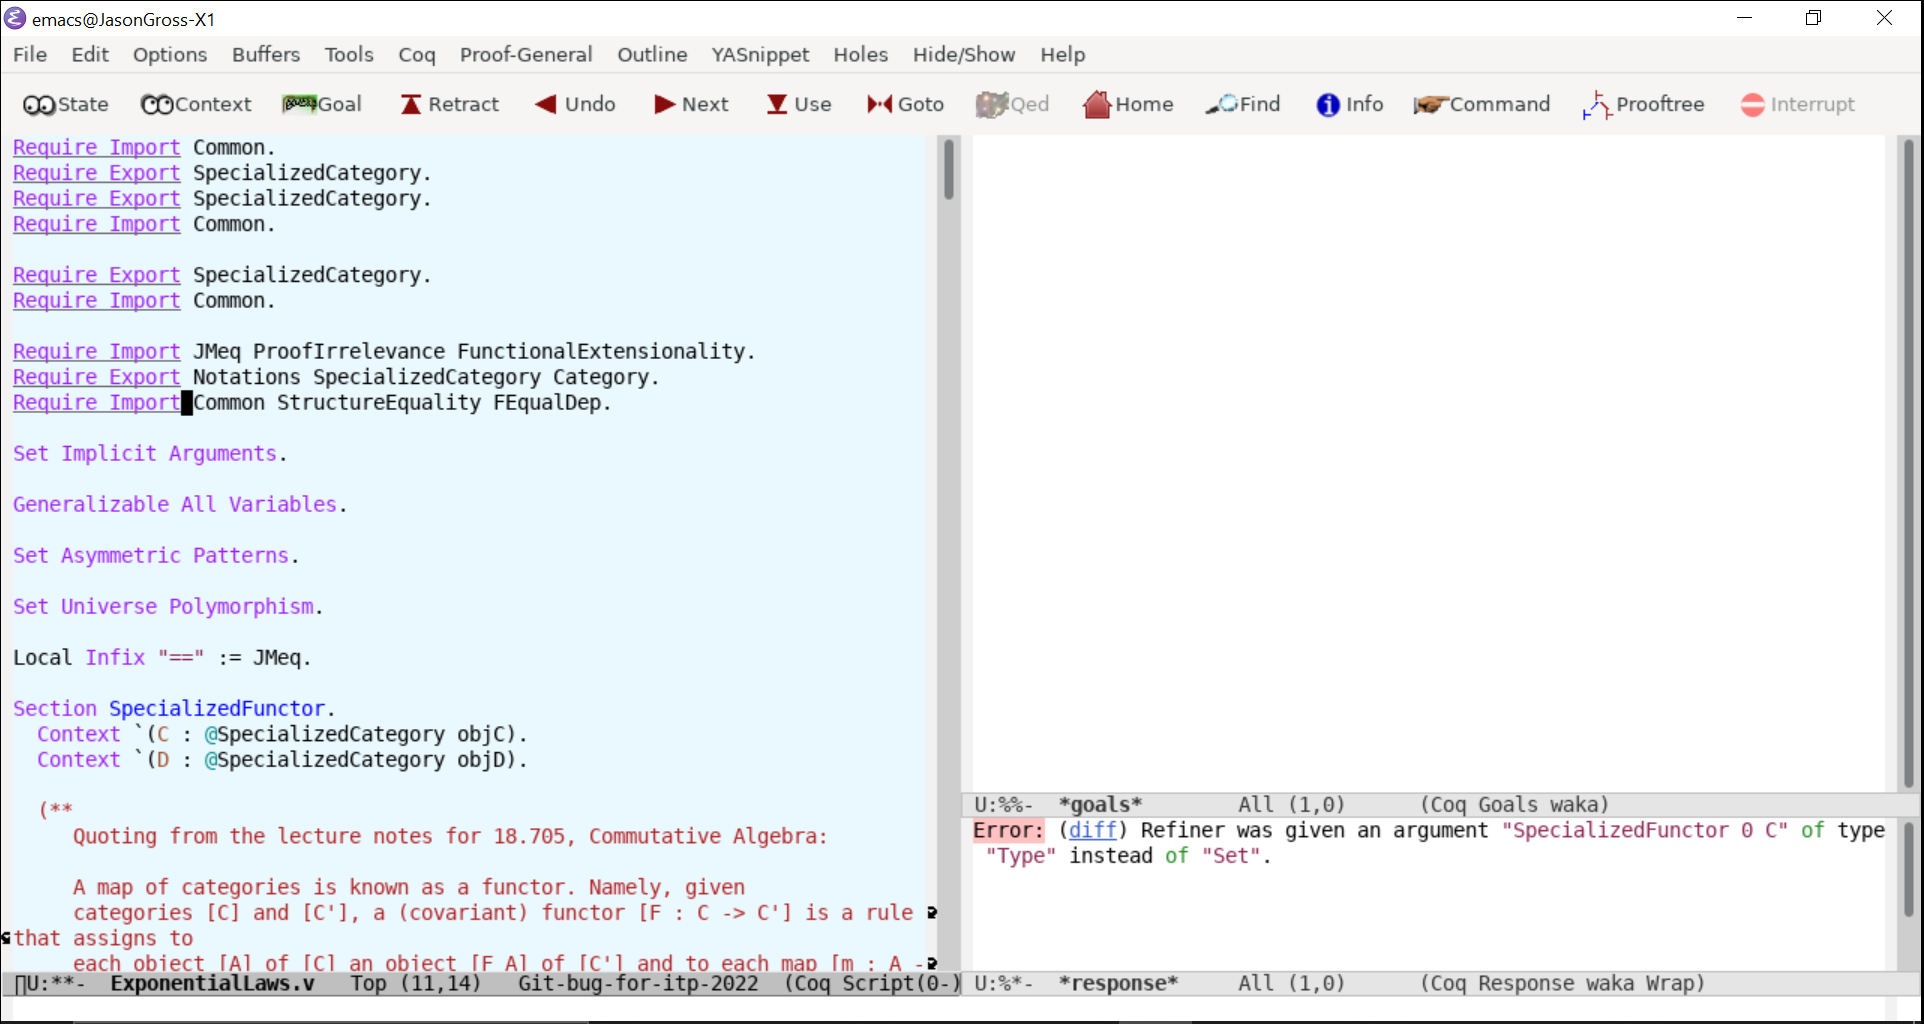 emacs@JasonGross-X1
File Edit Options Buffers Tools Coq Proof-General Outline YASnippet Holes Hide/Show Help
State Context Goal Retract Undo Next Use Goto Qed Home Find Info Command Prooftree Interrupt
Require Import Common.
Require Export SpecializedCategory.
Require Export SpecializedCategory.
Require Import Common.
Require Export SpecializedCategory.
Require Import Common.
Require Import JMeq ProofIrrelevance FunctionalExtensionality.
Require Export Notations SpecializedCategory Category.
Require Import Common StructureEquality FEqualDep.
Set Implicit Arguments.
Generalizable All Variables.
Set Asymmetric Patterns.
Set Universe Polymorphism.
Local Infix "==" := JMeq.
Section SpecializedFunctor.
Context `(C : @SpecializedCategory objC).
Context `(D : @SpecializedCategory objD).
(**
Quoting from the lecture notes for 18.705, Commutative Algebra:
A map of categories is known as a functor. Namely, given
categories [C] and [C'], a (covariant) functor [F : C -> C'] is a rule
that assigns to
each object [A] of [C] an object [F A] of [C'] and to each map [m : A -
U:**- ExponentialLaws.v Top (11,14) Git-bug-for-itp-2022 (Coq Script(0-)
U:%%- *goals* All (1,0) (Coq Goals waka)
Error: (diff) Refiner was given an argument "SpecializedFunctor 0 C" of type
"Type" instead of "Set".
U:%*- *response* All (1,0) (Coq Response waka Wrap)